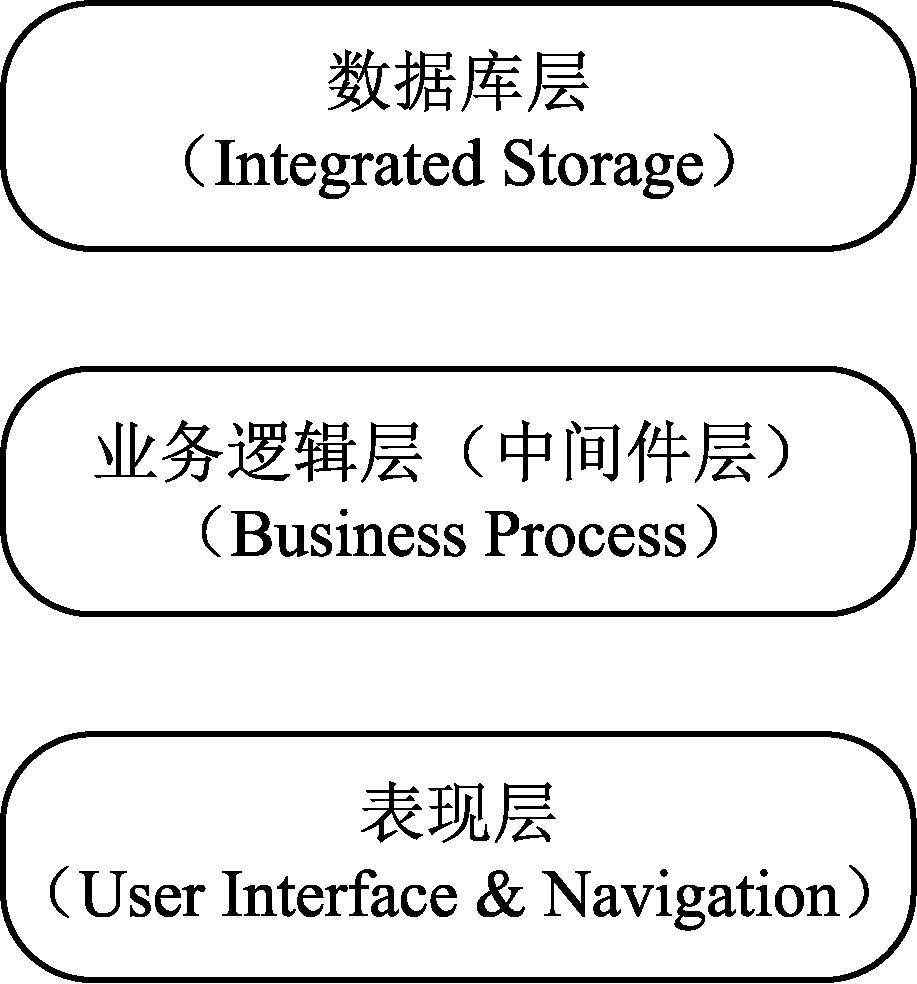 数据库层
（Integrated Storage）
业务逻辑层（中间件层）
（Business Process）
表现层
（User Interface & Navigation）